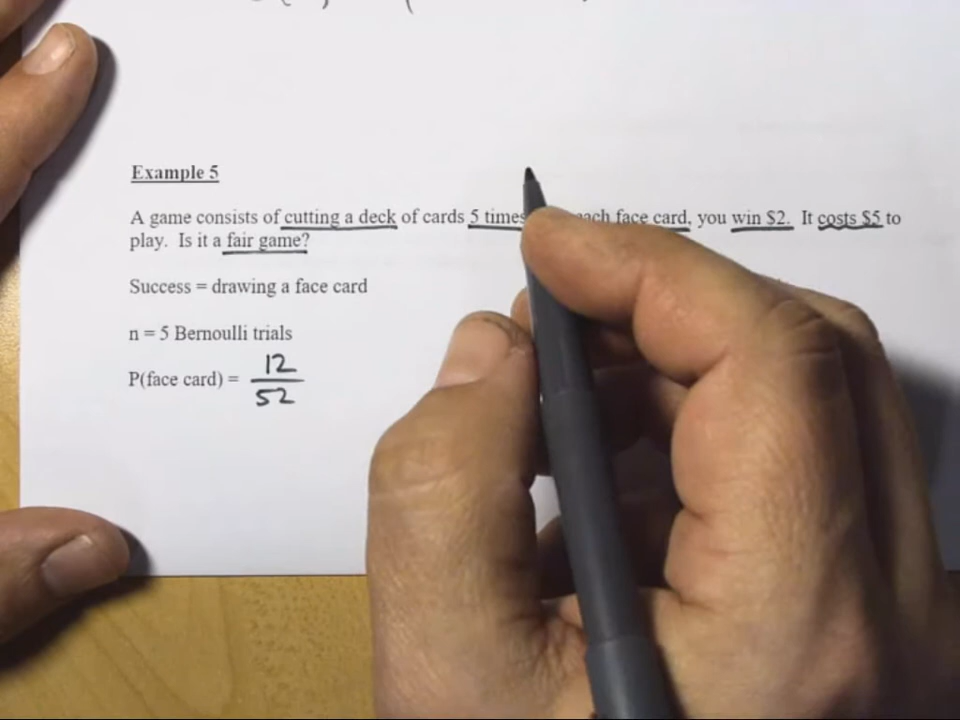 Example 5
A game consists of cutting a deck of cards 5 times face card, you win $2. It costs $5 to
play. Is it a fair game?
Success = drawing a face card
n = 5 Bernoulli trials
P(face card) = 12
52